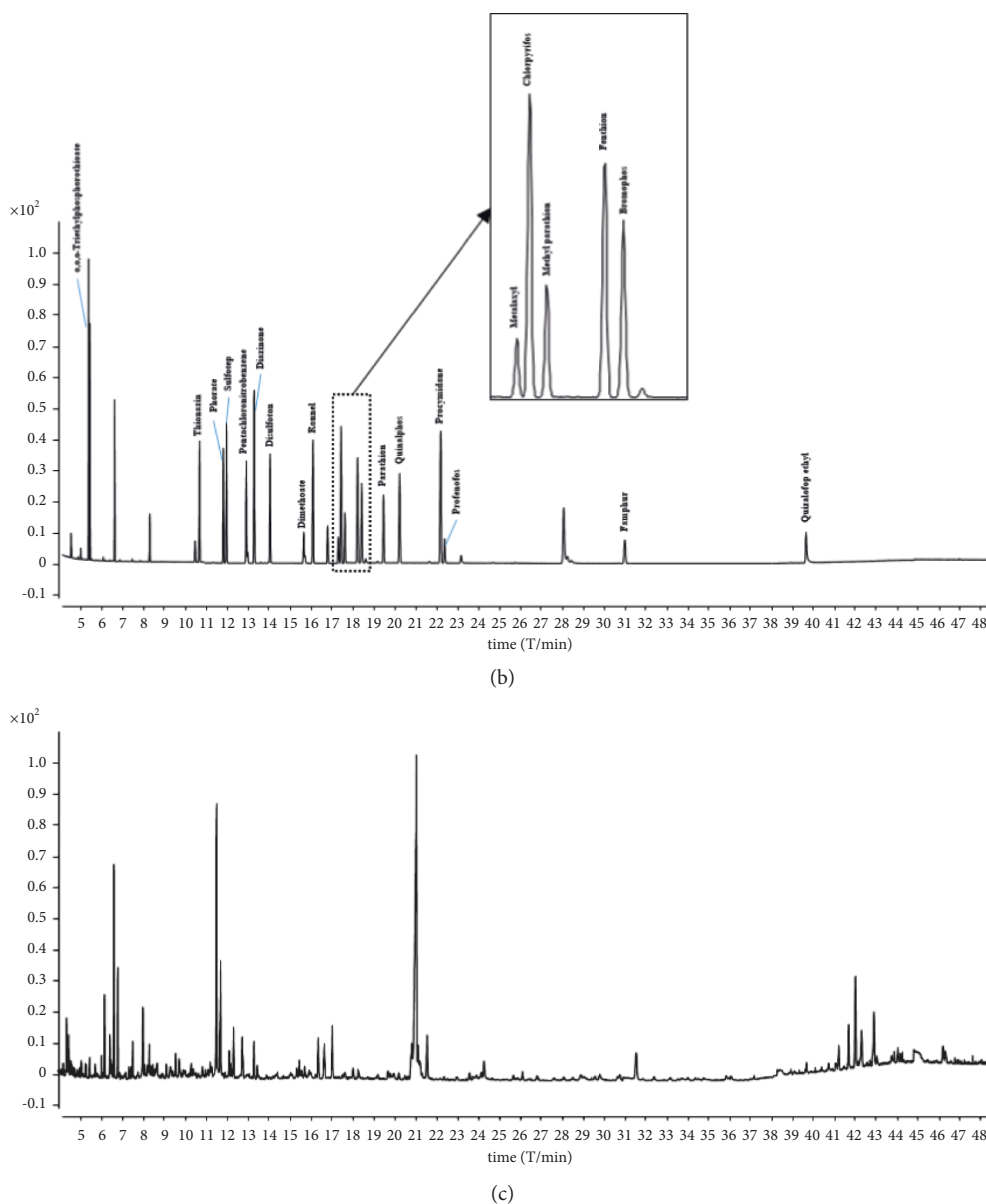 ×10²
1.0
0.9
0.8
0.7
0.6
0.5
0.4
0.3
0.2
0.1
0
-0.1
o,o,o-Triethylphosphorothioate
Thionazin
Phorate
Sulfotep
Pentachloronitrobenzene
Diazinone
Disulfoton
Dimethoate
Ronnel
Metalaxyl
Chlorpyrifos
Methyl parathion
Fenthion
Bromophos
Parathion
Quinalphos
Procymidone
Profenofos
Famphur
Quizalofop ethyl
5 6 7 8 9 10 11 12 13 14 15 16 17 18 19 20 21 22 23 24 25 26 27 28 29 30 31 32 33 34 35 36 37 38 39 40 41 42 43 44 45 46 47 48
time (T/min)
(b)
×10²
1.0
0.9
0.8
0.7
0.6
0.5
0.4
0.3
0.2
0.1
0
-0.1
5 6 7 8 9 10 11 12 13 14 15 16 17 18 19 20 21 22 23 24 25 26 27 28 29 30 31 32 33 34 35 36 37 38 39 40 41 42 43 44 45 46 47 48
time (T/min)
(c)